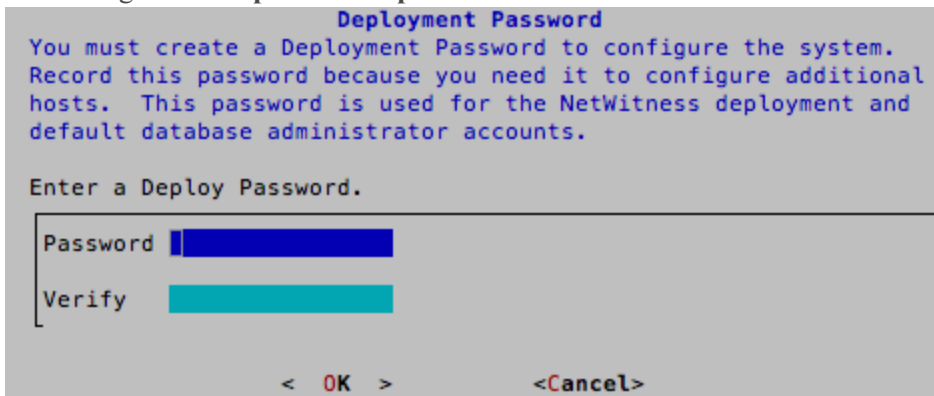 Deployment Password
You must create a Deployment Password to configure the system.
Record this password because you need it to configure additional
hosts.  This password is used for the NetWitness deployment and
default database administrator accounts.
Enter a Deploy Password.
Password
Verify
<  OK  >             <Cancel>